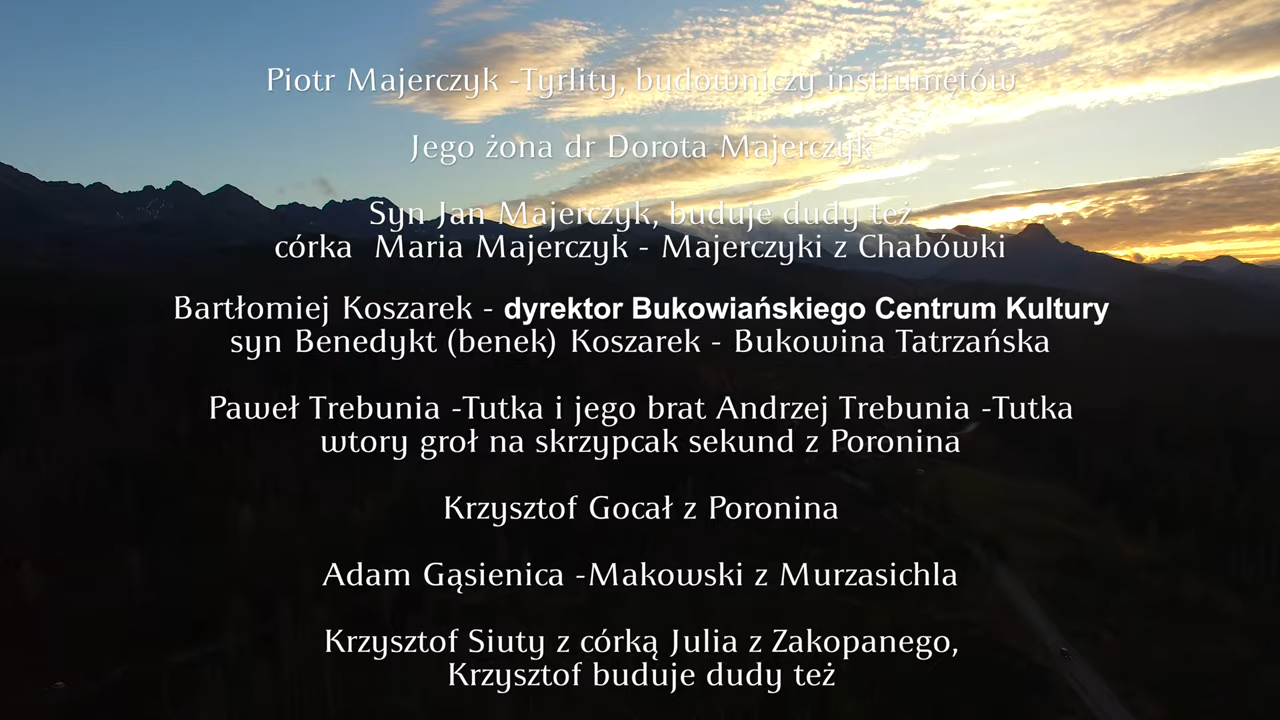 Piotr Majerczyk -Tyrlity, budowniczy instrumętów
Jego żona dr Dorota Majerczyk
Syn Jan Majerczyk, buduje dudy też
córka  Maria Majerczyk - Majerczyki z Chabówki
Bartłomiej Koszarek - dyrektor Bukowiańskiego Centrum Kultury
syn Benedykt (benek) Koszarek - Bukowina Tatrzańska
Paweł Trebunia -Tutka i jego brat Andrzej Trebunia -Tutka
wtory groł na skrzypcak sekund z Poronina
Krzysztof Gocał z Poronina
Adam Gąsienica -Makowski z Murzasichla
Krzysztof Siuty z córką Julia z Zakopanego,
Krzysztof buduje dudy też